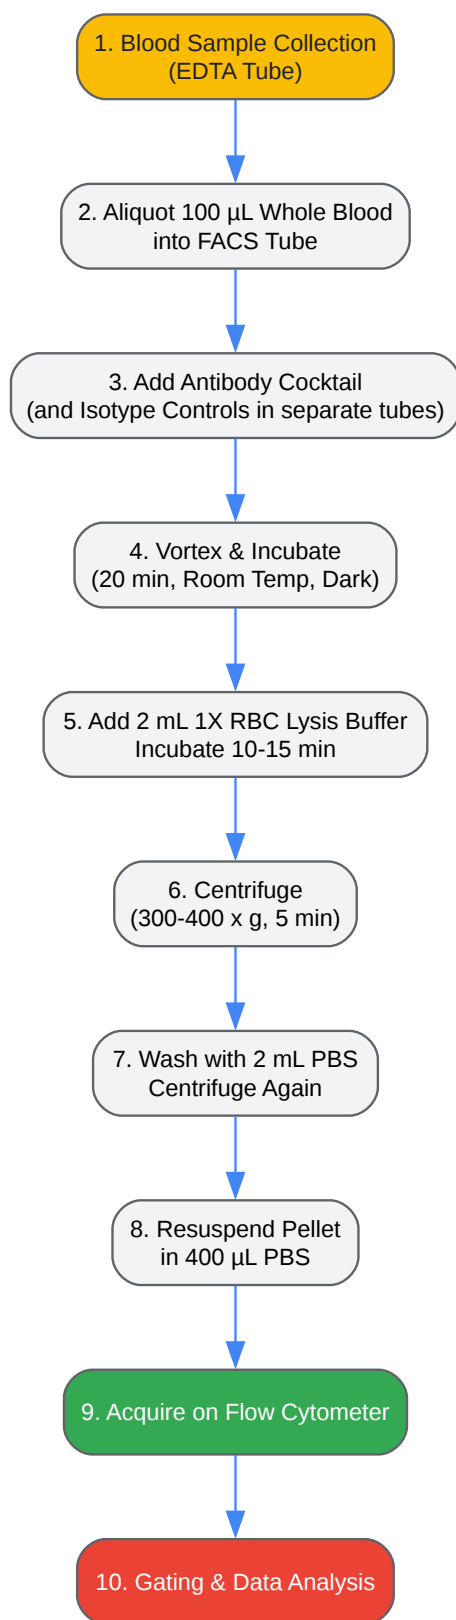 1. Blood Sample Collection
(EDTA Tube)
2. Aliquot 100 µL Whole Blood
into FACS Tube
3. Add Antibody Cocktail
(and Isotype Controls in separate tubes)
4. Vortex & Incubate
(20 min, Room Temp, Dark)
5. Add 2 mL 1X RBC Lysis Buffer
Incubate 10-15 min
6. Centrifuge
(300-400 x g, 5 min)
7. Wash with 2 mL PBS
Centrifuge Again
8. Resuspend Pellet
in 400 µL PBS
9. Acquire on Flow Cytometer
10. Gating & Data Analysis